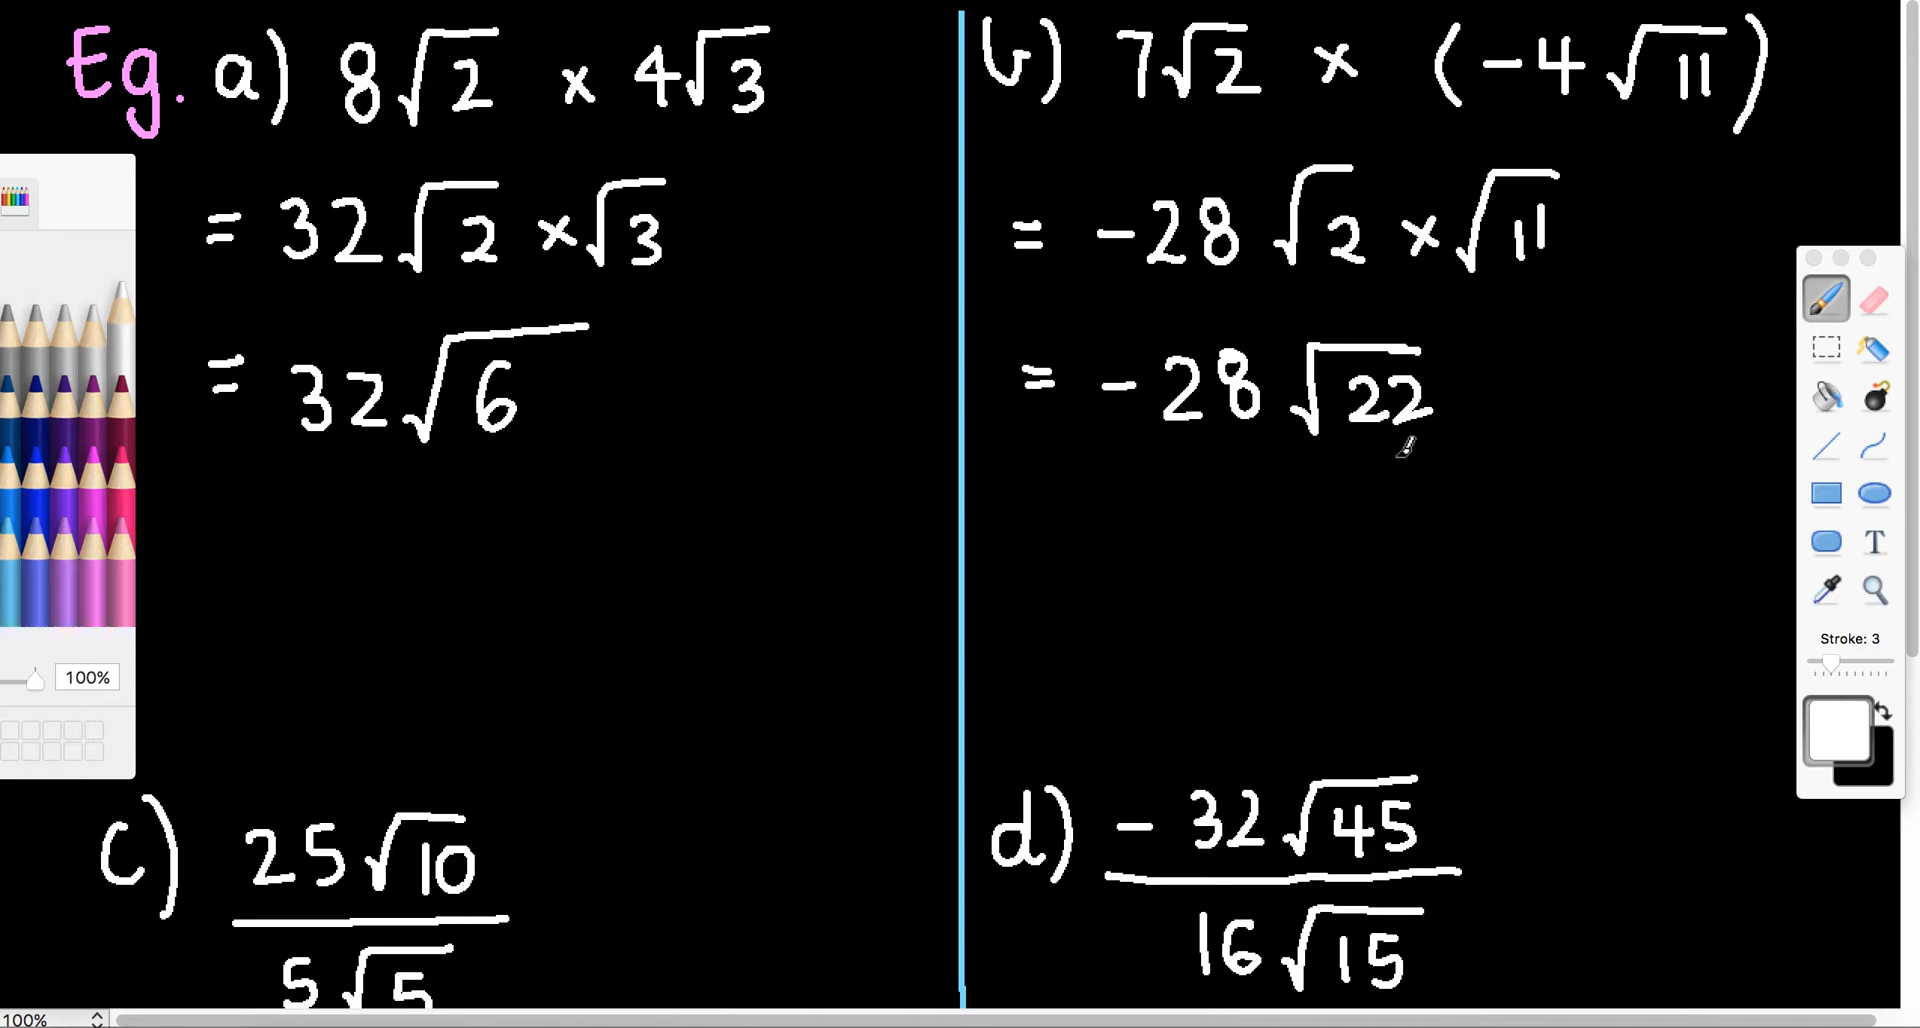 Eg. a) 8√2 × 4√3
= 32√2 × √3
= 32√6
b) 7√2 × (-4√11)
= -28√2 × √11
= -28√22
c) 25√10
5√5
d) -32√45
16√15
100%
100%
Stroke: 3
T